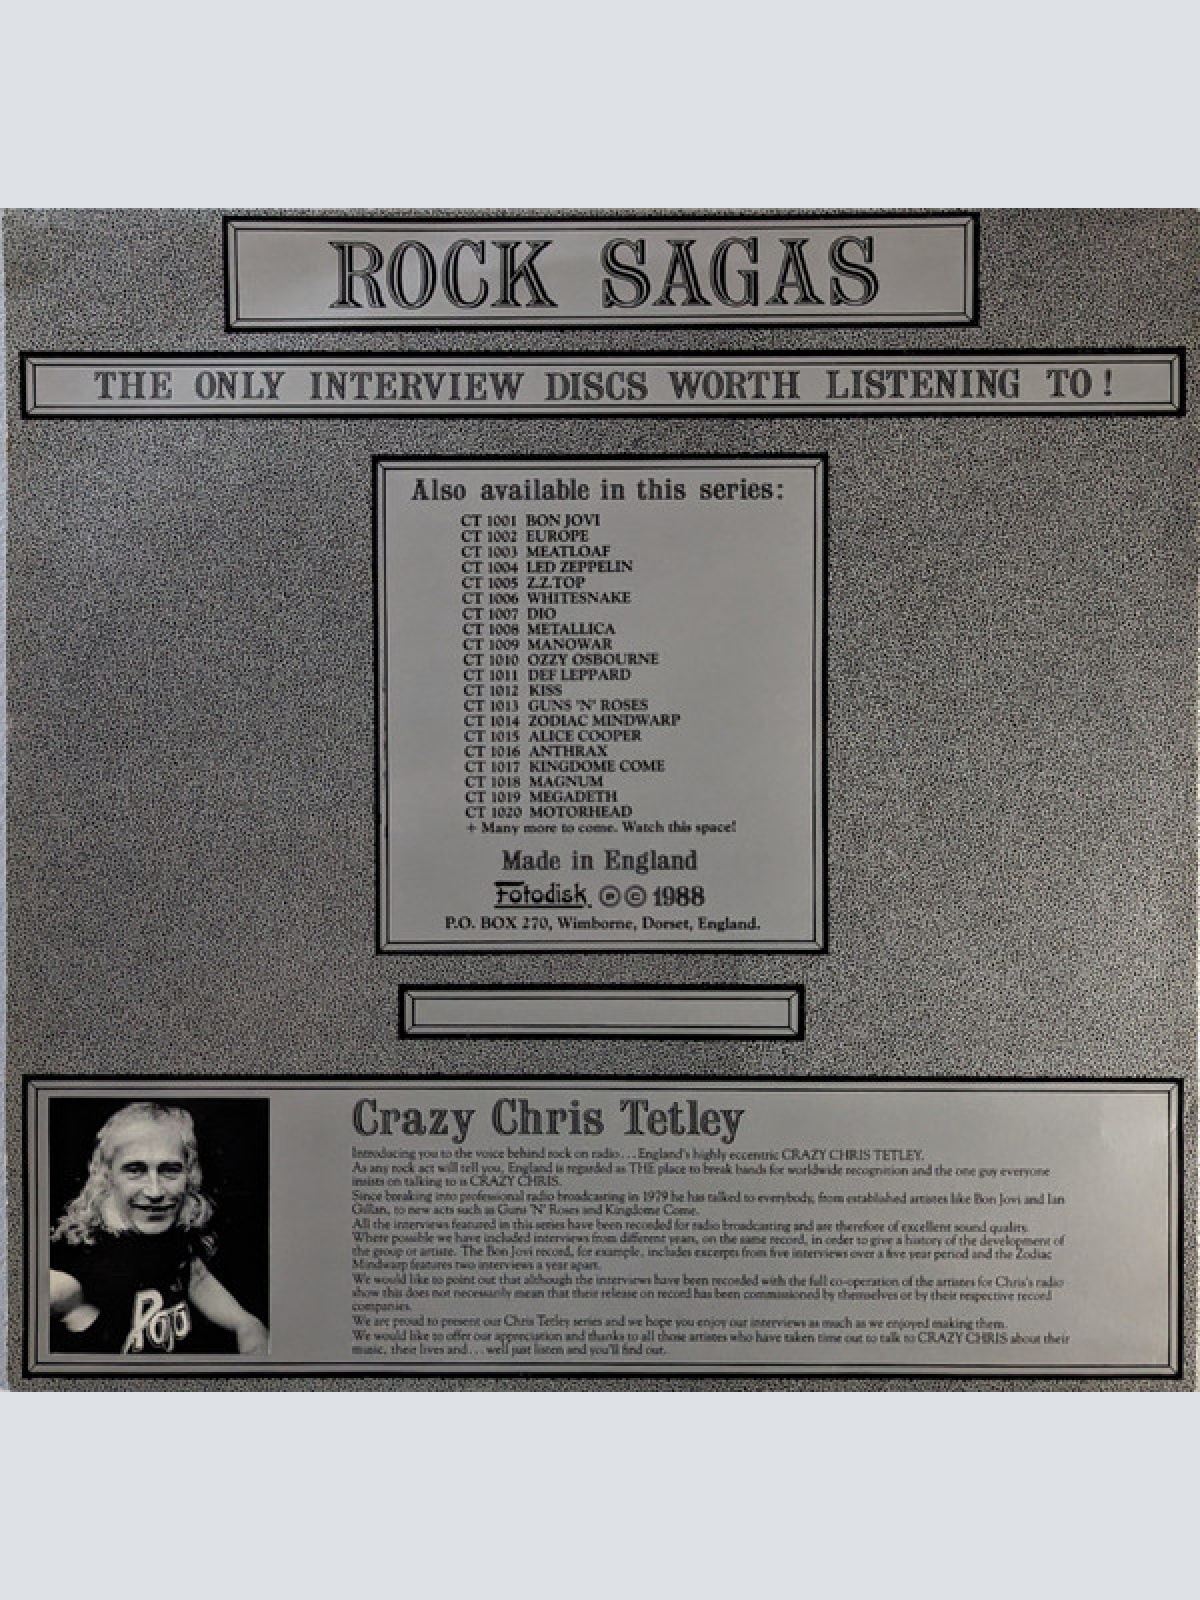 ROCK SAGAS
THE ONLY INTERVIEW DISCS WORTH LISTENING TO!
Also available in this series:
CT 1001 BON JOVI
CT 1002 EUROPE
CT 1003 MEATLOAF
CT 1004 LED ZEPPELIN
CT 1005 Z.Z.TOP
CT 1006 WHITESNAKE
CT 1007 DIO
CT 1008 METALLICA
CT 1009 MANOWAR
CT 1010 OZZY OSBOURNE
CT 1011 DEF LEPPARD
CT 1012 KISS
CT 1013 GUNS 'N' ROSES
CT 1014 ZODIAC MINDWARP
CT 1015 ALICE COOPER
CT 1016 ANTHRAX
CT 1017 KINGDOME COME
CT 1018 MAGNUM
CT 1019 MEGADETH
CT 1020 MOTORHEAD
+ Many more to come. Watch this space!
Made in England
Fotodisk ℗ © 1988
P.O. BOX 270, Wimborne, Dorset, England.
Crazy Chris Tetley
Introducing you to the voice behind rock on radio...England's highly eccentric CRAZY CHRIS TETLEY.
As any rock act will tell you, England is regarded as THE place to break bands for worldwide recognition and the one guy everyone
insists on talking to is CRAZY CHRIS.
Since breaking into professional radio broadcasting in 1979 he has talked to everybody, from established artistes like Bon Jovi and Ian
Gillan, to new acts such as Guns 'N' Roses and Kingdome Come.
All the interviews featured in this series have been recorded for radio broadcasting and are therefore of excellent sound quality.
Where possible we have included interviews from different years, on the same record, in order to give a history of the development of
the group or artiste. The Bon Jovi record, for example, includes excerpts from five interviews over a five year period and the Zodiac
Mindwarp features two interviews a year apart.
We would like to point out that although the interviews have been recorded with the full co-operation of the artistes for Chris's radio
show this does not necessarily mean that their release on record has been commissioned by themselves or by their respective record
companies.
We are proud to present our Chris Tetley series and we hope you enjoy our interviews as much as we enjoyed making them.
We would like to offer our appreciation and thanks to all those artistes who have taken time out to talk to CRAZY CHRIS about their
music, their lives and...well just listen and you'll find out.